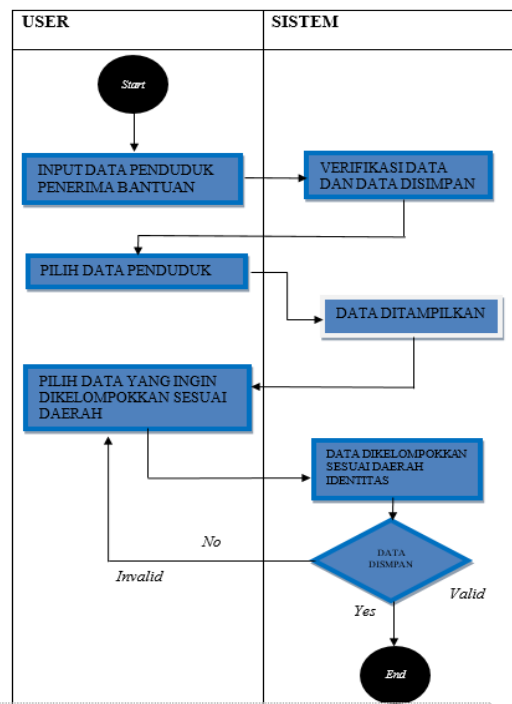 USER
SISTEM
Start
INPUT DATA PENDUDUK
PENERIMA BANTUAN
VERIFIKASI DATA
DAN DATA DISIMPAN
PILIH DATA PENDUDUK
DATA DITAMPILKAN
PILIH DATA YANG INGIN
DIKELOMPOKKAN SESUAI
DAERAH
DATA DIKELOMPOKKAN
SESUAI DAERAH
IDENTITAS
DATA
DISMPAN
No
Invalid
Valid
Yes
End